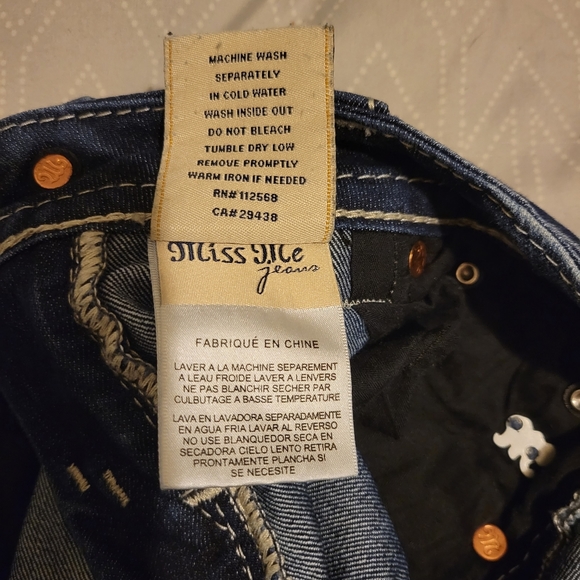 MACHINE WASH
SEPARATELY
IN COLD WATER
WASH INSIDE OUT
DO NOT BLEACH
TUMBLE DRY LOW
REMOVE PROMPTLY
WARM IRON IF NEEDED
RN# 112568
CA# 29438
Miss Me
jeans
FABRIQUÉ EN CHINE
LAVER A LA MACHINE SEPAREMENT
A LEAU FROIDE LAVER A LENVERS
NE PAS BLANCHIR SECHER PAR
CULBUTAGE A BASSE TEMPERATURE
LAVA EN LAVADORA SEPARADAMENTE
EN AGUA FRIA LAVAR AL REVERSO
NO USE BLANQUEDOR SECA EN
SECADORA CIELO LENTO RETIRA
PRONTAMENTE PLANCHA SI
SE NECESITE